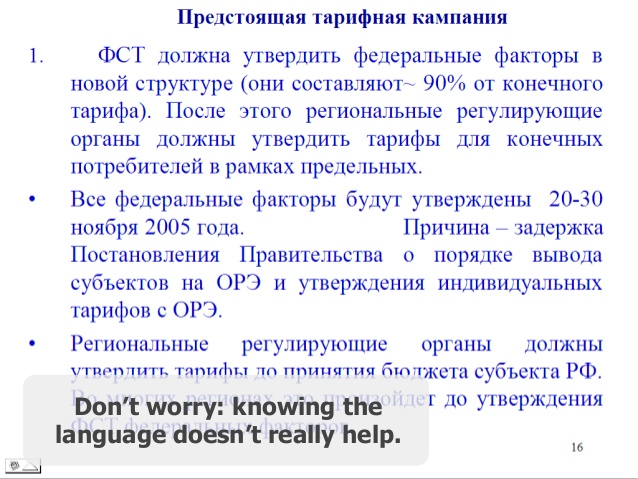 Предстоящая тарифная кампания
1. ФСТ должна утвердить федеральные факторы в
новой структуре (они составляют~ 90% от конечного
тарифа). После этого региональные регулирующие
органы должны утвердить тарифы для конечных
потребителей в рамках предельных.
• Все федеральные факторы будут утверждены 20-30
ноября 2005 года. Причина – задержка
Постановления Правительства о порядке вывода
субъектов на ОРЭ и утверждения индивидуальных
тарифов с ОРЭ.
• Региональные регулирующие органы должны
утвердить тарифы до принятия бюджета субъекта РФ.
Во многих регионах это произойдет до утверждения
ФСТ федеральных факторов.
Don't worry: knowing the
language doesn't really help.
16